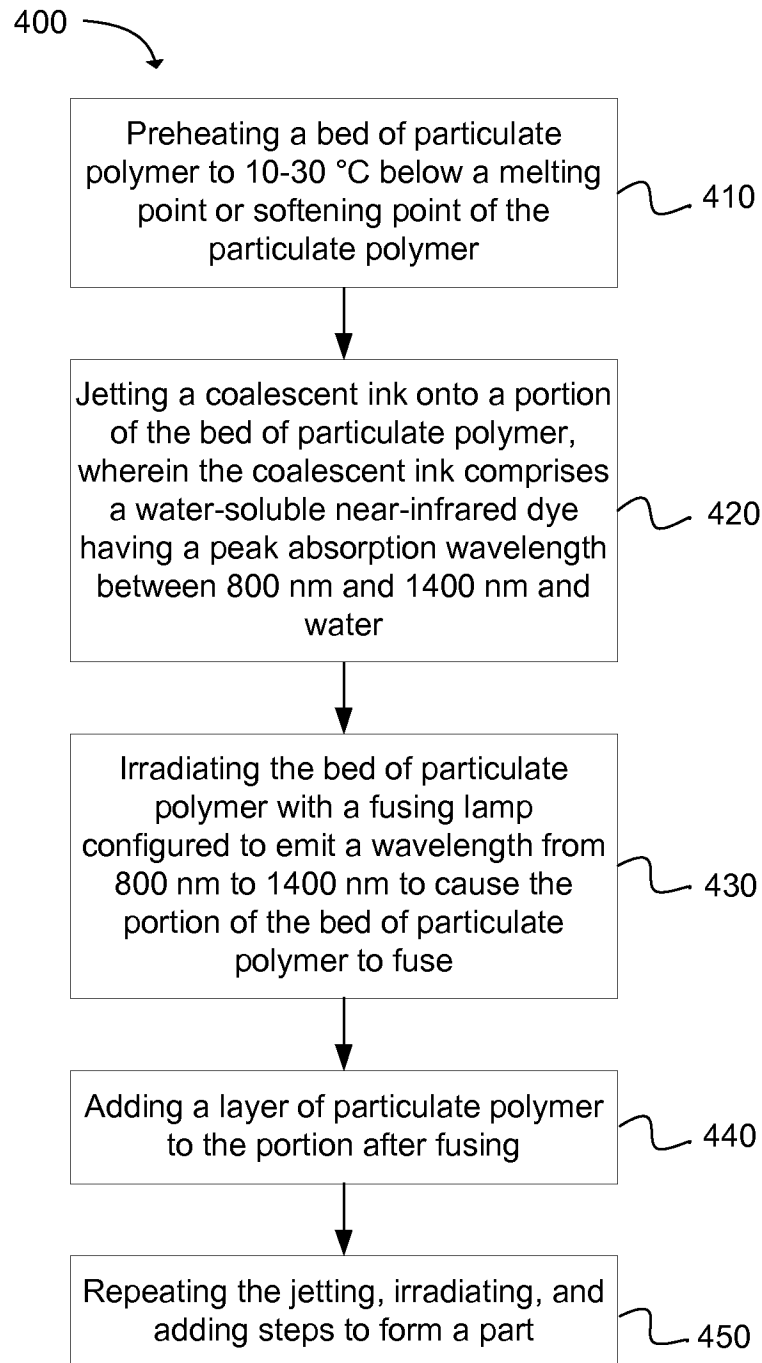 400
Preheating a bed of particulate
polymer to 10-30 °C below a melting
point or softening point of the
particulate polymer
410
Jetting a coalescent ink onto a portion
of the bed of particulate polymer,
wherein the coalescent ink comprises
a water-soluble near-infrared dye
having a peak absorption wavelength
between 800 nm and 1400 nm and
water
420
Irradiating the bed of particulate
polymer with a fusing lamp
configured to emit a wavelength from
800 nm to 1400 nm to cause the
portion of the bed of particulate
polymer to fuse
430
Adding a layer of particulate polymer
to the portion after fusing
440
Repeating the jetting, irradiating, and
adding steps to form a part
450